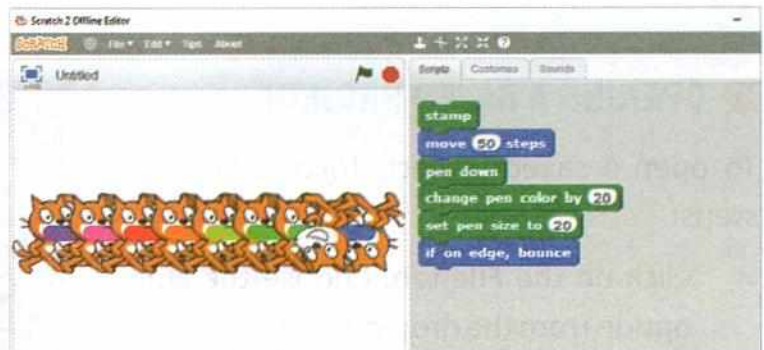 Scratch 2 Offline Editor
SCRATCH File Edit Tips About
Untitled
Scripts Costumes Sounds
stamp
move 50 steps
pen down
change pen color by 20
set pen size to 20
if on edge, bounce